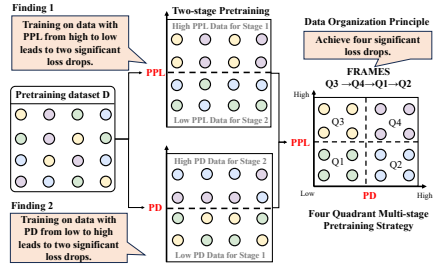 Finding 1
Training on data with
PPL from high to low
leads to two significant
loss drops.
Pretraining dataset D
Finding 2
Training on data with
PD from low to high
leads to two significant
loss drops.
Two-stage Pretraining
High PPL Data for Stage 1
PPL
Low PPL Data for Stage 2
High PD Data for Stage 2
PD
Low PD Data for Stage 1
Data Organization Principle
Achieve four significant
loss drops.
FRAMES
Q3 →Q4→Q1→Q2
High
Q3
Q4
PPL
Q1
Q2
Low
PD
High
Four Quadrant Multi-stage
Pretraining Strategy